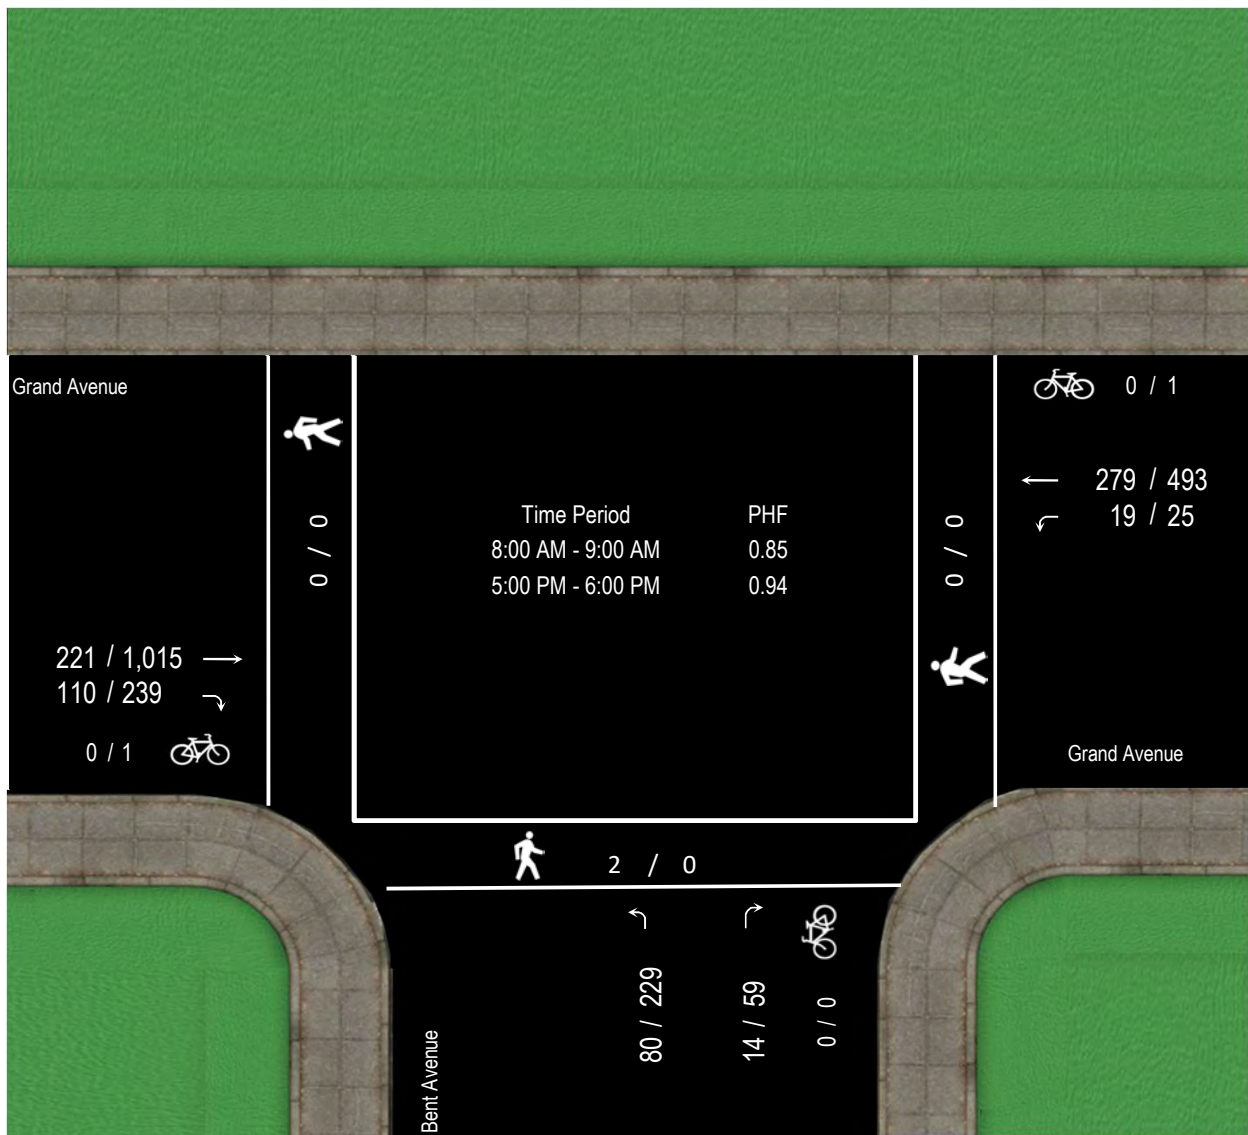 Grand Avenue
0 / 1
279 / 493
19 / 25
0 / 0
Time Period PHF
8:00 AM - 9:00 AM 0.85
5:00 PM - 6:00 PM 0.94
0 / 0
221 / 1,015
110 / 239
0 / 1
Grand Avenue
2 / 0
80 / 229
14 / 59
0 / 0
Bent Avenue